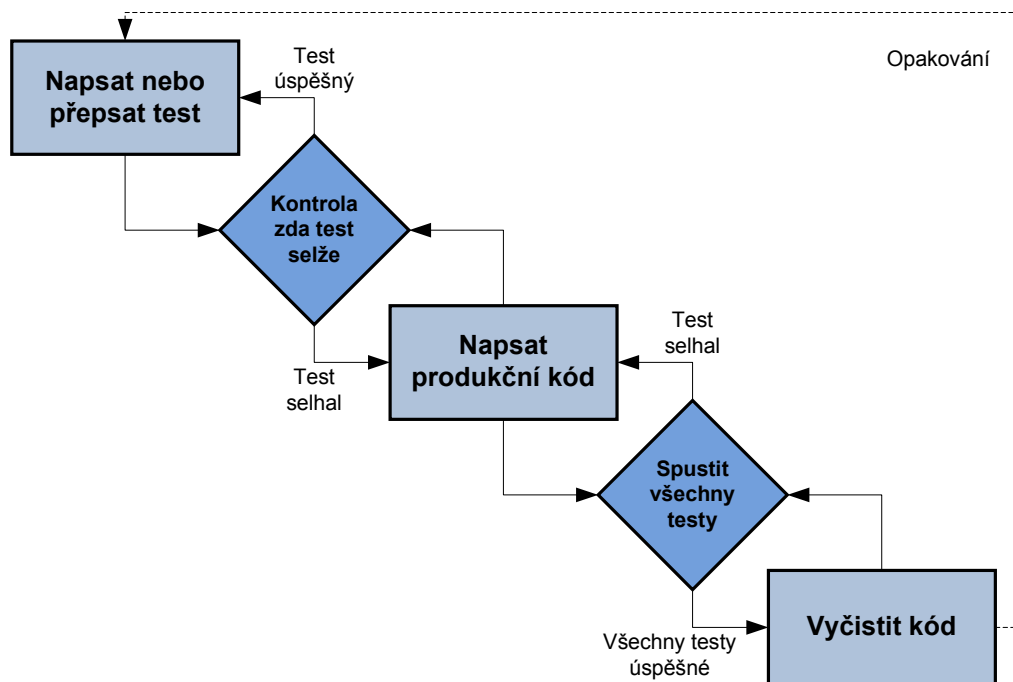 Napsat nebo
přepsat test
Test
úspěšný
Opakování
Kontrola
zda test
selže
Test
selhal
Napsat
produkční kód
Test
selhal
Spustit
všechny
testy
Všechny testy
úspěšné
Vyčistit kód